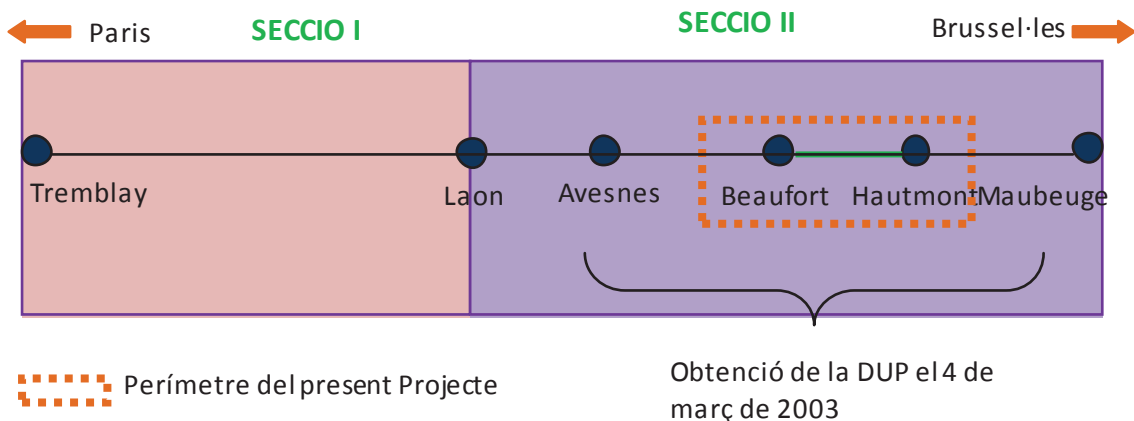 Paris
SECCIO I
SECCIO II
Brussel·les
Tremblay
Laon
Avesnes
Beaufort
Hautmont
Maubeuge
Perímetre del present Projecte
Obtenció de la DUP el 4 de
març de 2003